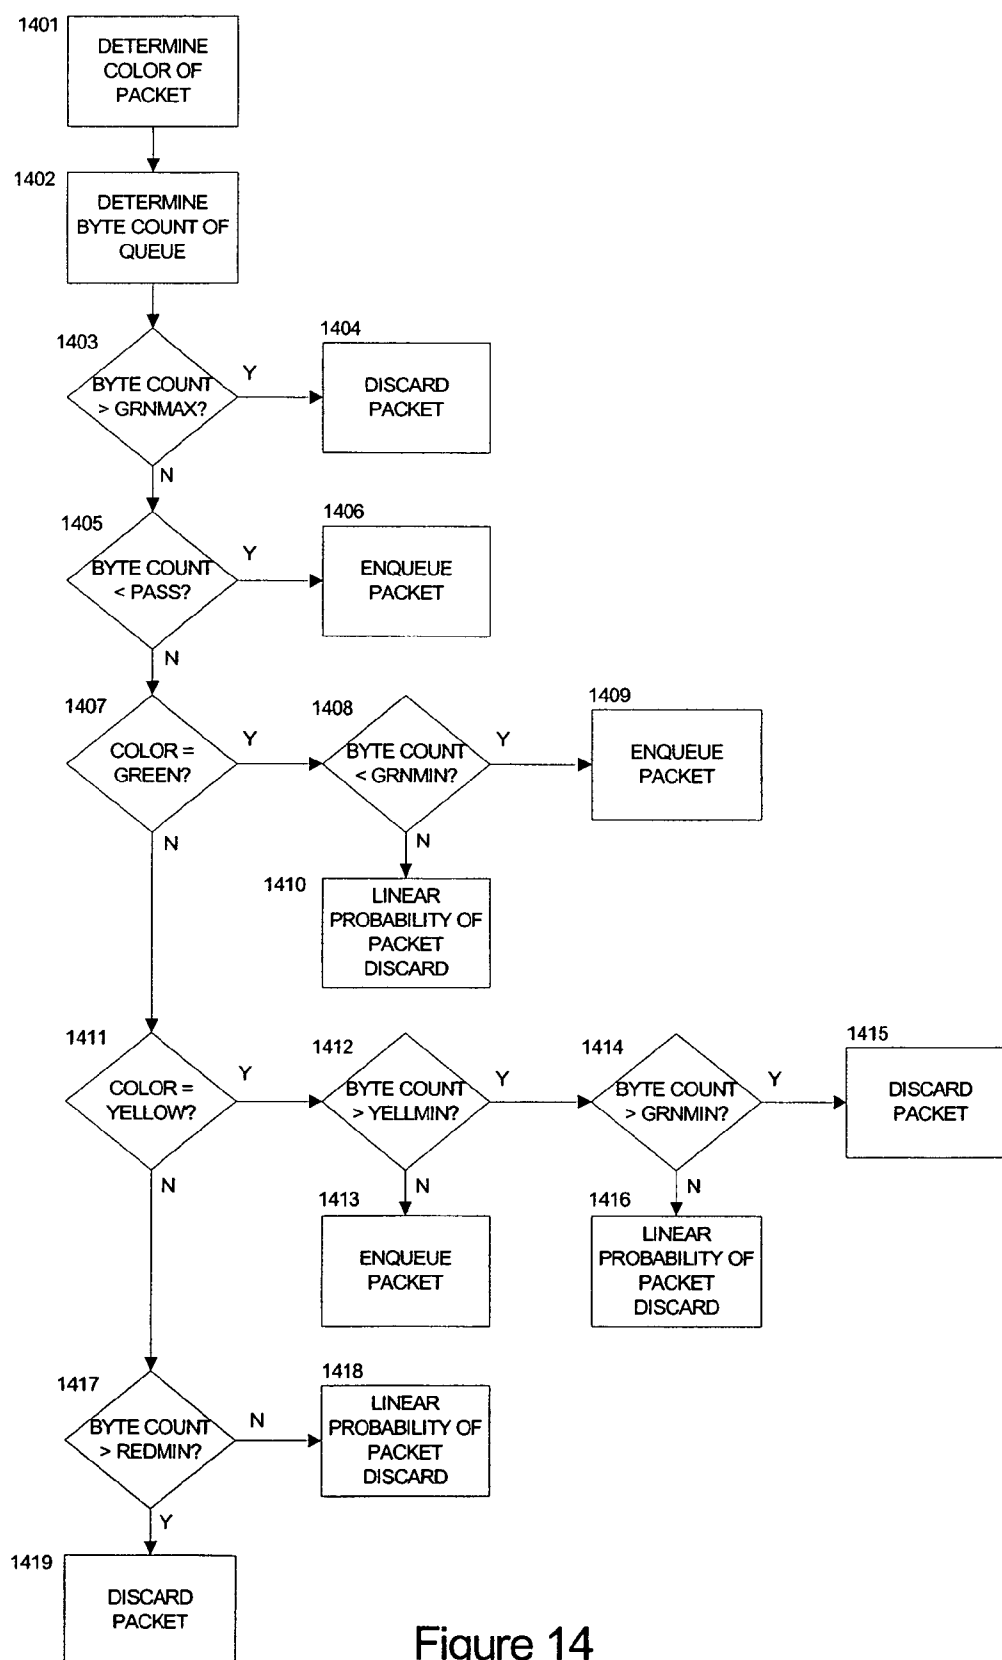 1401
DETERMINE
COLOR OF
PACKET
1402
DETERMINE
BYTE COUNT OF
QUEUE
1403
BYTE COUNT
> GRNMAX?
Y
N
1404
DISCARD
PACKET
1405
BYTE COUNT
< PASS?
Y
N
1406
ENQUEUE
PACKET
1407
COLOR =
GREEN?
Y
N
1408
BYTE COUNT
< GRNMIN?
Y
N
1409
ENQUEUE
PACKET
1410
LINEAR
PROBABILITY OF
PACKET
DISCARD
1411
COLOR =
YELLOW?
Y
N
1412
BYTE COUNT
> YELLMIN?
Y
N
1414
BYTE COUNT
> GRNMIN?
Y
N
1415
DISCARD
PACKET
1413
ENQUEUE
PACKET
1416
LINEAR
PROBABILITY OF
PACKET
DISCARD
1417
BYTE COUNT
> REDMIN?
N
Y
1418
LINEAR
PROBABILITY OF
PACKET
DISCARD
1419
DISCARD
PACKET
Figure 14